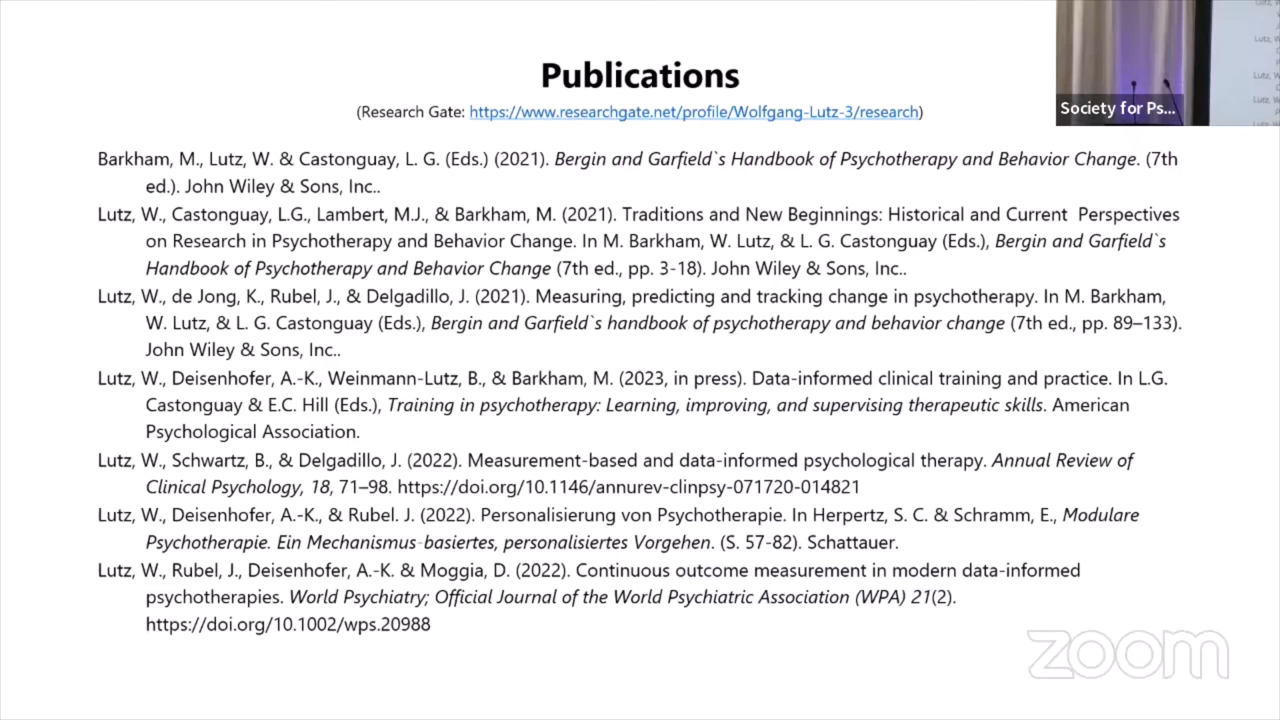 Publications
(Research Gate: https://www.researchgate.net/profile/Wolfgang-Lutz-3/research)
Society for Ps...
Barkham, M., Lutz, W. & Castonguay, L. G. (Eds.) (2021). Bergin and Garfield`s Handbook of Psychotherapy and Behavior Change. (7th
ed.). John Wiley & Sons, Inc..
Lutz, W., Castonguay, L.G., Lambert, M.J., & Barkham, M. (2021). Traditions and New Beginnings: Historical and Current Perspectives
on Research in Psychotherapy and Behavior Change. In M. Barkham, W. Lutz, & L. G. Castonguay (Eds.), Bergin and Garfield`s
Handbook of Psychotherapy and Behavior Change (7th ed., pp. 3-18). John Wiley & Sons, Inc..
Lutz, W., de Jong, K., Rubel, J., & Delgadillo, J. (2021). Measuring, predicting and tracking change in psychotherapy. In M. Barkham,
W. Lutz, & L. G. Castonguay (Eds.), Bergin and Garfield`s handbook of psychotherapy and behavior change (7th ed., pp. 89–133).
John Wiley & Sons, Inc..
Lutz, W., Deisenhofer, A.-K., Weinmann-Lutz, B., & Barkham, M. (2023, in press). Data-informed clinical training and practice. In L.G.
Castonguay & E.C. Hill (Eds.), Training in psychotherapy: Learning, improving, and supervising therapeutic skills. American
Psychological Association.
Lutz, W., Schwartz, B., & Delgadillo, J. (2022). Measurement-based and data-informed psychological therapy. Annual Review of
Clinical Psychology, 18, 71–98. https://doi.org/10.1146/annurev-clinpsy-071720-014821
Lutz, W., Deisenhofer, A.-K., & Rubel. J. (2022). Personalisierung von Psychotherapie. In Herpertz, S. C. & Schramm, E., Modulare
Psychotherapie. Ein Mechanismus-basiertes, personalisiertes Vorgehen. (S. 57-82). Schattauer.
Lutz, W., Rubel, J., Deisenhofer, A.-K. & Moggia, D. (2022). Continuous outcome measurement in modern data-informed
psychotherapies. World Psychiatry; Official Journal of the World Psychiatric Association (WPA) 21(2).
https://doi.org/10.1002/wps.20988
zoom